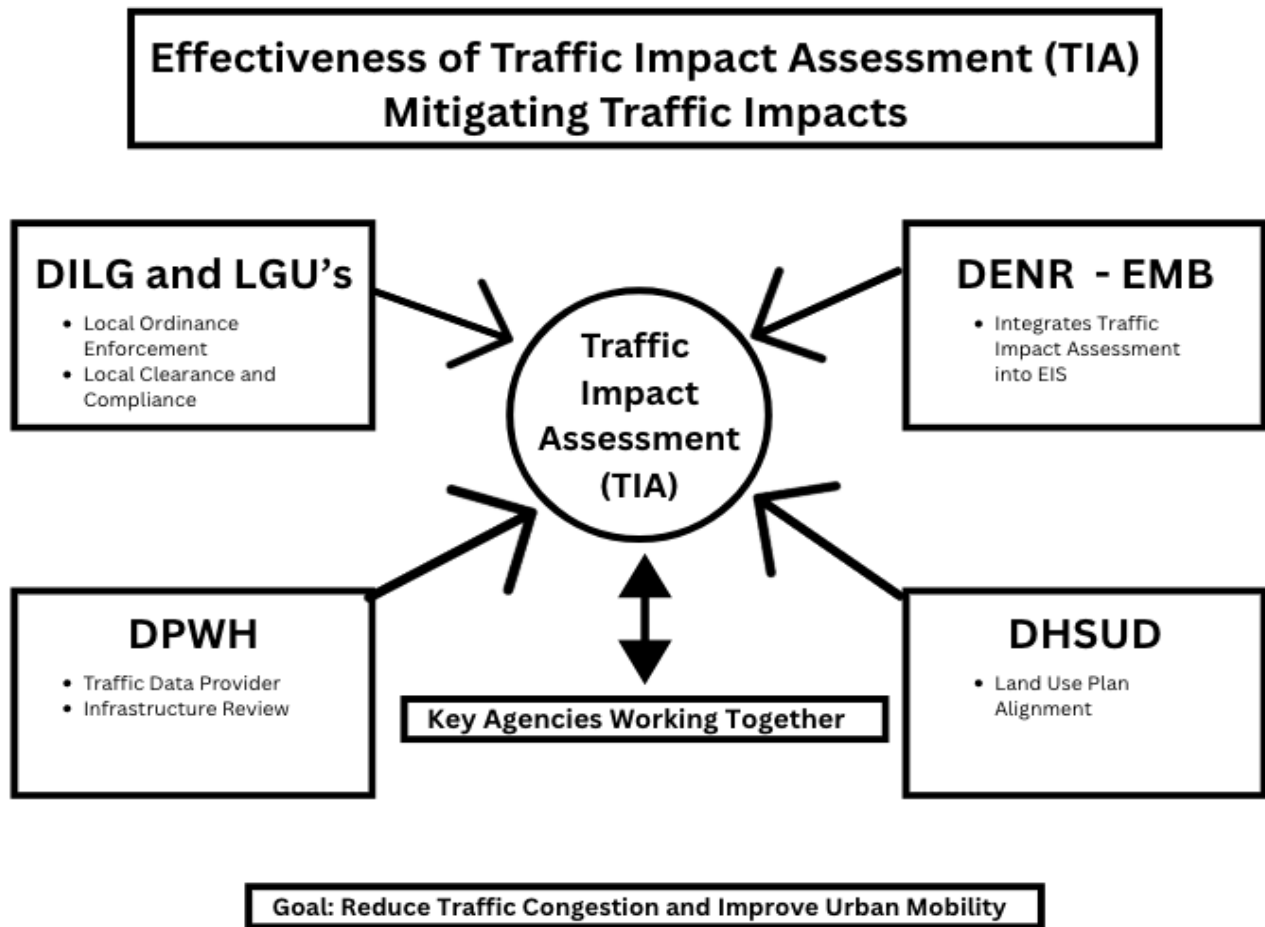 Effectiveness of Traffic Impact Assessment (TIA)
Mitigating Traffic Impacts
DILG and LGU's
• Local Ordinance
Enforcement
• Local Clearance and
Compliance
DENR - EMB
• Integrates Traffic
Impact Assessment
into EIS
Traffic
Impact
Assessment
(TIA)
DPWH
• Traffic Data Provider
• Infrastructure Review
DHSUD
• Land Use Plan
Alignment
Key Agencies Working Together
Goal: Reduce Traffic Congestion and Improve Urban Mobility